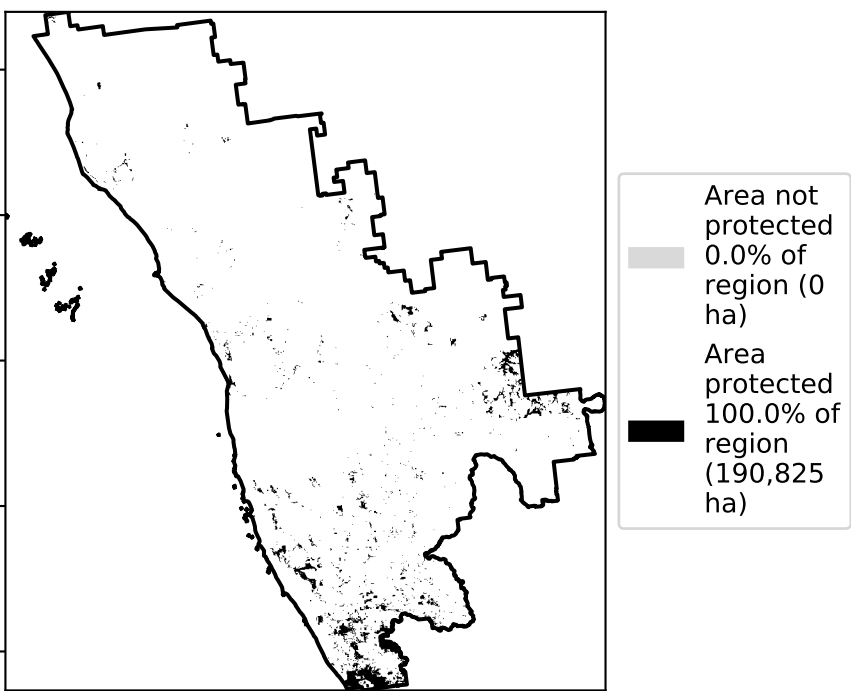 Area not
protected
0.0% of
region (0
ha)
Area
protected
100.0% of
region
(190,825
ha)